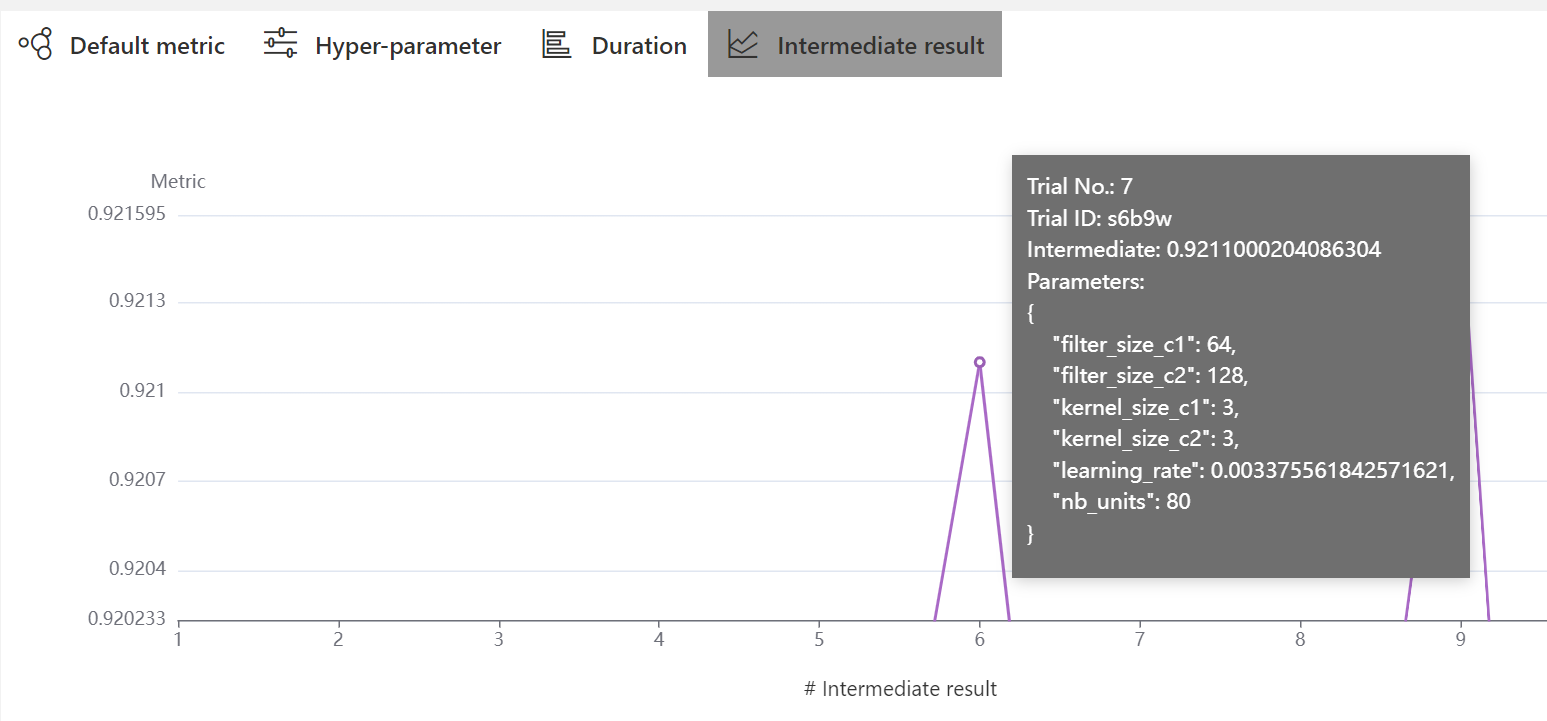 Default metric Hyper-parameter Duration Intermediate result
Metric
0.921595
0.9213
0.921
0.9207
0.9204
0.920233
1 2 3 4 5 6 7 8 9
# Intermediate result
Trial No.: 7
Trial ID: s6b9w
Intermediate: 0.9211000204086304
Parameters:
{
"filter_size_c1": 64,
"filter_size_c2": 128,
"kernel_size_c1": 3,
"kernel_size_c2": 3,
"learning_rate": 0.003375561842571621,
"nb_units": 80
}